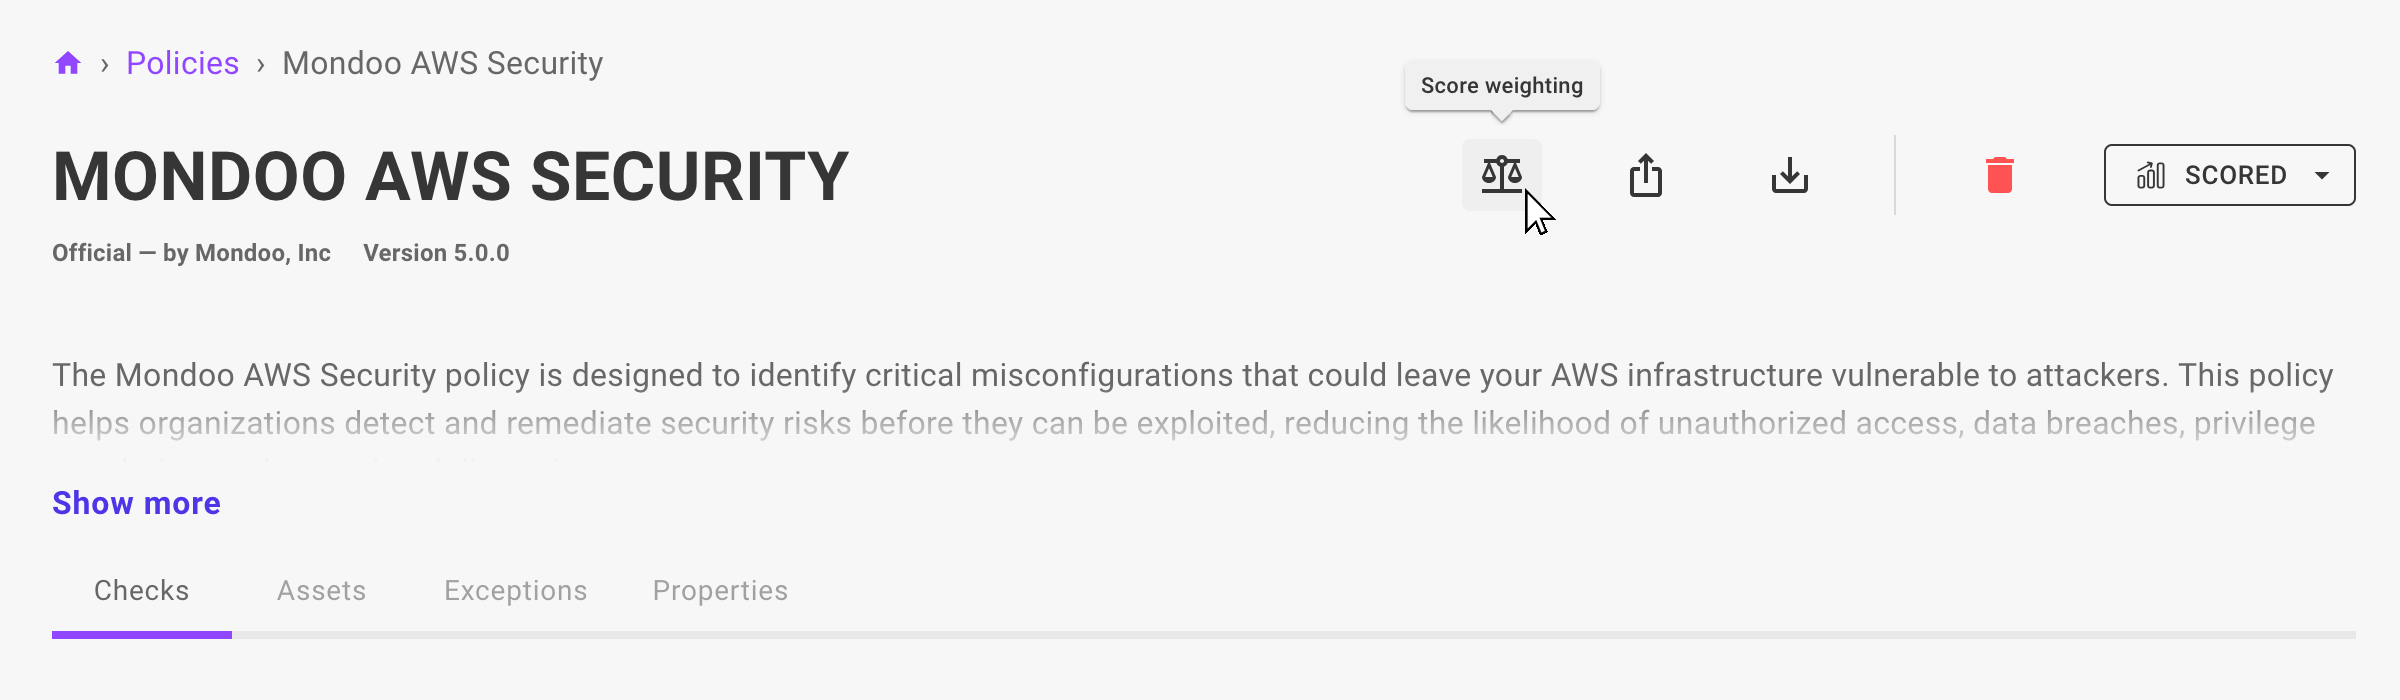 › Policies › Mondoo AWS Security
Score weighting
MONDOO AWS SECURITY
SCORED
Official — by Mondoo, Inc Version 5.0.0
The Mondoo AWS Security policy is designed to identify critical misconfigurations that could leave your AWS infrastructure vulnerable to attackers. This policy
helps organizations detect and remediate security risks before they can be exploited, reducing the likelihood of unauthorized access, data breaches, privilege
Show more
Checks Assets Exceptions Properties